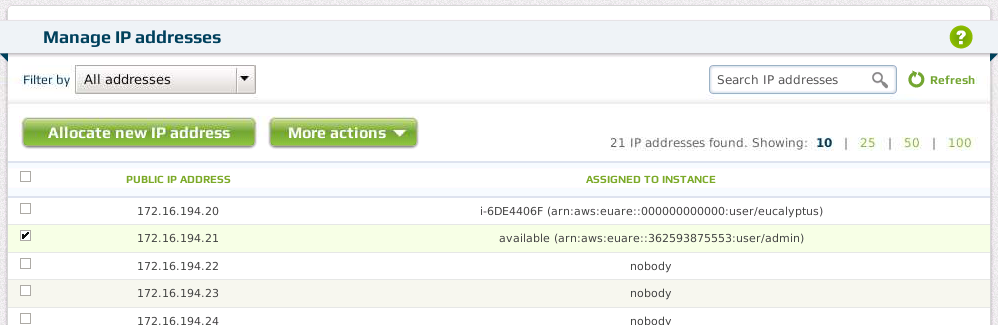 Manage IP addresses ?
Filter by All addresses Search IP addresses Refresh
Allocate new IP address More actions 21 IP addresses found. Showing: 10 | 25 | 50 | 100
PUBLIC IP ADDRESS ASSIGNED TO INSTANCE
172.16.194.20 i-6DE4406F (arn:aws:euare::000000000000:user/eucalyptus)
172.16.194.21 available (arn:aws:euare::362593875553:user/admin)
172.16.194.22 nobody
172.16.194.23 nobody
172.16.194.24 nobody